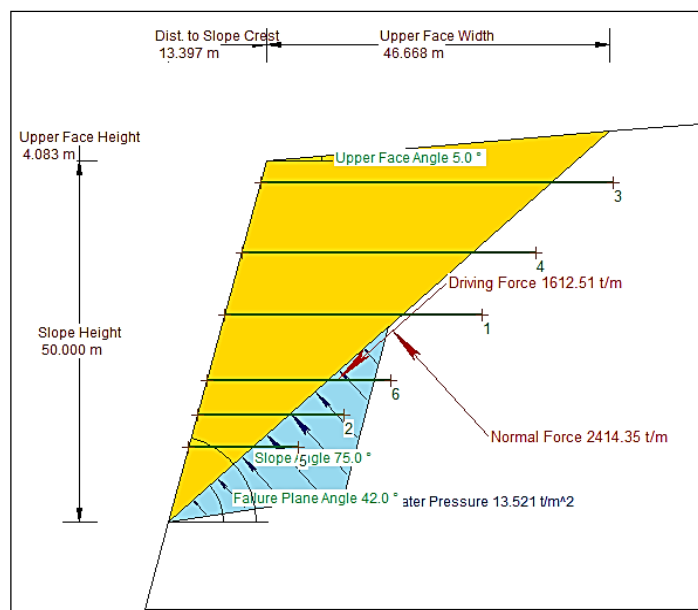 Dist. to Slope Crest
13.397 m
Upper Face Width
46.668 m
Upper Face Height
4.083 m
Upper Face Angle 5.0 °
3
4
Driving Force 1612.51 t/m
1
Slope Height
50.000 m
6
2
Normal Force 2414.35 t/m
5
Slope Angle 75.0 °
Failure Plane Angle 42.0 °
ater Pressure 13.521 t/m^2